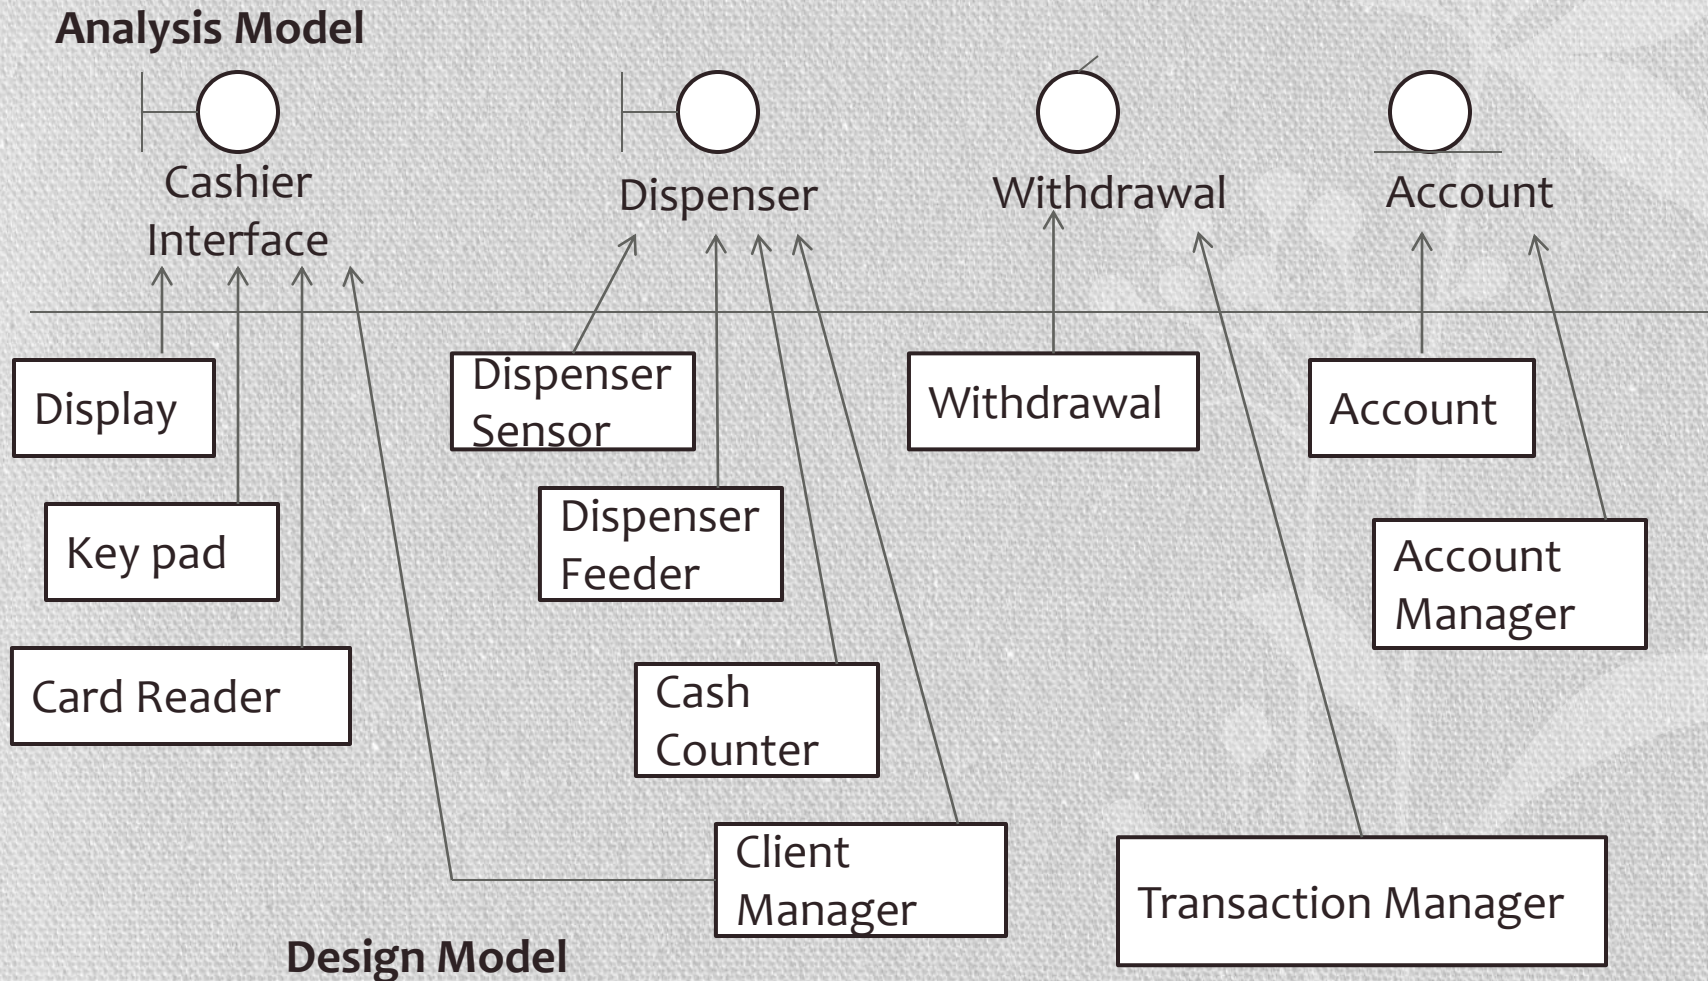 Analysis Model
Cashier
Interface
Dispenser
Withdrawal
Account
Display
Dispenser
Sensor
Withdrawal
Account
Key pad
Dispenser
Feeder
Account
Manager
Card Reader
Cash
Counter
Client
Manager
Transaction Manager
Design Model